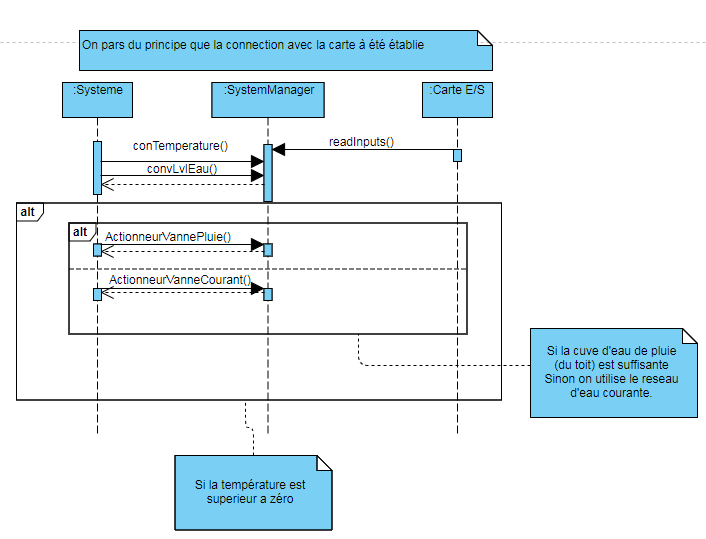 On pars du principe que la connection avec la carte à été établie
:Systeme
:SystemManager
:Carte E/S
conTemperature()
readInputs()
convLvlEau()
alt
alt
ActionneurVannePluie()
ActionneurVanneCourant()
Si la cuve d'eau de pluie
(du toit) est suffisante
Sinon on utilise le reseau
d'eau courante.
Si la température est
superieur a zéro